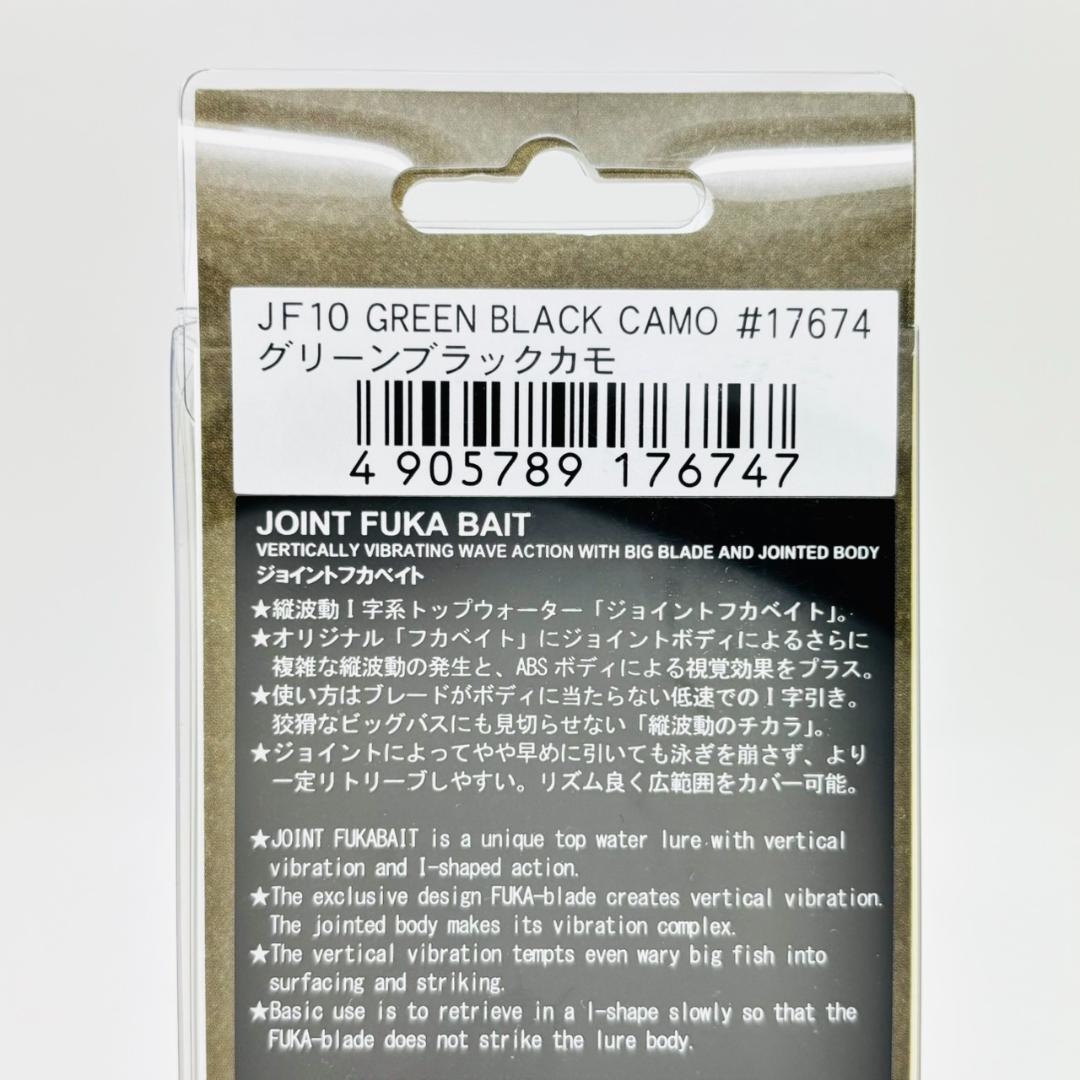 JF10 GREEN BLACK CAMO #17674
グリーンブラックカモ
4 905789 176747
JOINT FUKA BAIT
VERTICALLY VIBRATING WAVE ACTION WITH BIG BLADE AND JOINTED BODY
ジョイントフカベイト
★縦波動I字系トップウォーター「ジョイントフカベイト」。
★オリジナル「フカベイト」にジョイントボディによるさらに
複雑な縦波動の発生と、ABSボディによる視覚効果をプラス。
★使い方はブレードがボディに当たらない低速でのI字引き。
狡猾なビッグバスにも見切らせない「縦波動のチカラ」。
★ジョイントによってやや早めに引いても泳ぎを崩さず、より
一定リトリーブしやすい。リズム良く広範囲をカバー可能。
★JOINT FUKABAIT is a unique top water lure with vertical
vibration and I-shaped action.
★The exclusive design FUKA-blade creates vertical vibration.
The jointed body makes its vibration complex.
★The vertical vibration tempts even wary big fish into
surfacing and striking.
★Basic use is to retrieve in a I-shape slowly so that the
FUKA-blade does not strike the lure body.